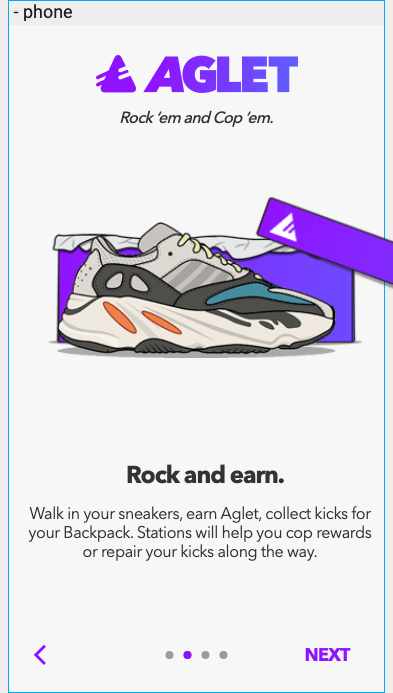 - phone
AGLET
Rock ‘em and Cop ‘em.
Rock and earn.
Walk in your sneakers, earn Aglet, collect kicks for
your Backpack. Stations will help you cop rewards
or repair your kicks along the way.
NEXT